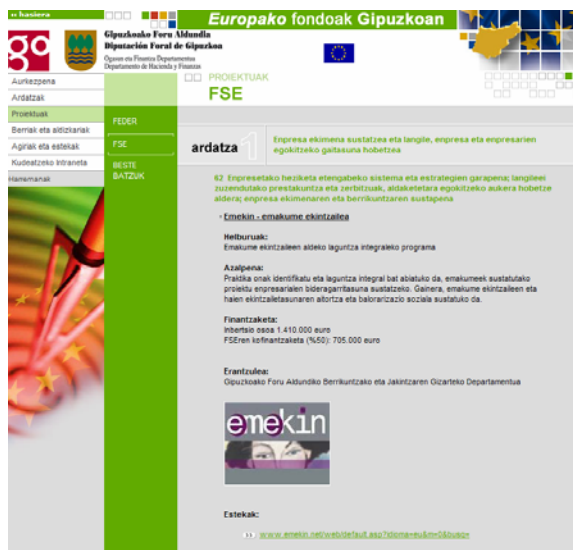 « hasiera
Europako fondoak Gipuzkoan
go
Gipuzkoako Foru Aldundia
Diputación Foral de Gipuzkoa
Ogasun eta Finantza Departamentua
Departamento de Hacienda y Finanzas
PROIEKTUAK
FSE
Aurkezpena
Ardatzak
Proiektuak
Berriak eta aldizkariak
Agiriak eta estekak
Kudeatzeko Intraneta
Harremanak
FEDER
FSE
BESTE
BATZUK
ardatza 1
Enpresa ekimena sustatzea eta langile, enpresa eta enpresarien
egokitzeko gaitasuna hobetzea
62 Enpresetako heziketa etengabeko sistema eta estrategien garapena; langileei
zuzendutako prestakuntza eta zerbitzuak, aldaketetara egokitzeko aukera hobetze
aldera; enpresa ekimenaren eta berrikuntzaren sustapena
Emekin - emakume ekintzailea
Helburuak:
Emakume ekintzaileen aldeko laguntza integraleko programa
Azalpena:
Praktika onak identifikatu eta laguntza integral bat abiatuko da, emakumeek sustatutako
proiektu enpresarialen bideragarritasuna sustatzeko. Gainera, emakume ekintzaileen eta
haien ekintzailetasunaren aitortza eta balorarizazio soziala sustatuko da.
Finantzaketa:
Inbertsio osoa 1.410.000 euro
FSEren kofinantzaketa (%50): 705.000 euro
Erantzulea:
Gipuzkoako Foru Aldundiko Berrikuntzako eta Jakintzaren Gizarteko Departamentua
emekin
Estekak:
www.emekin.net/web/default.asp?idioma=eu&m=0&busq=